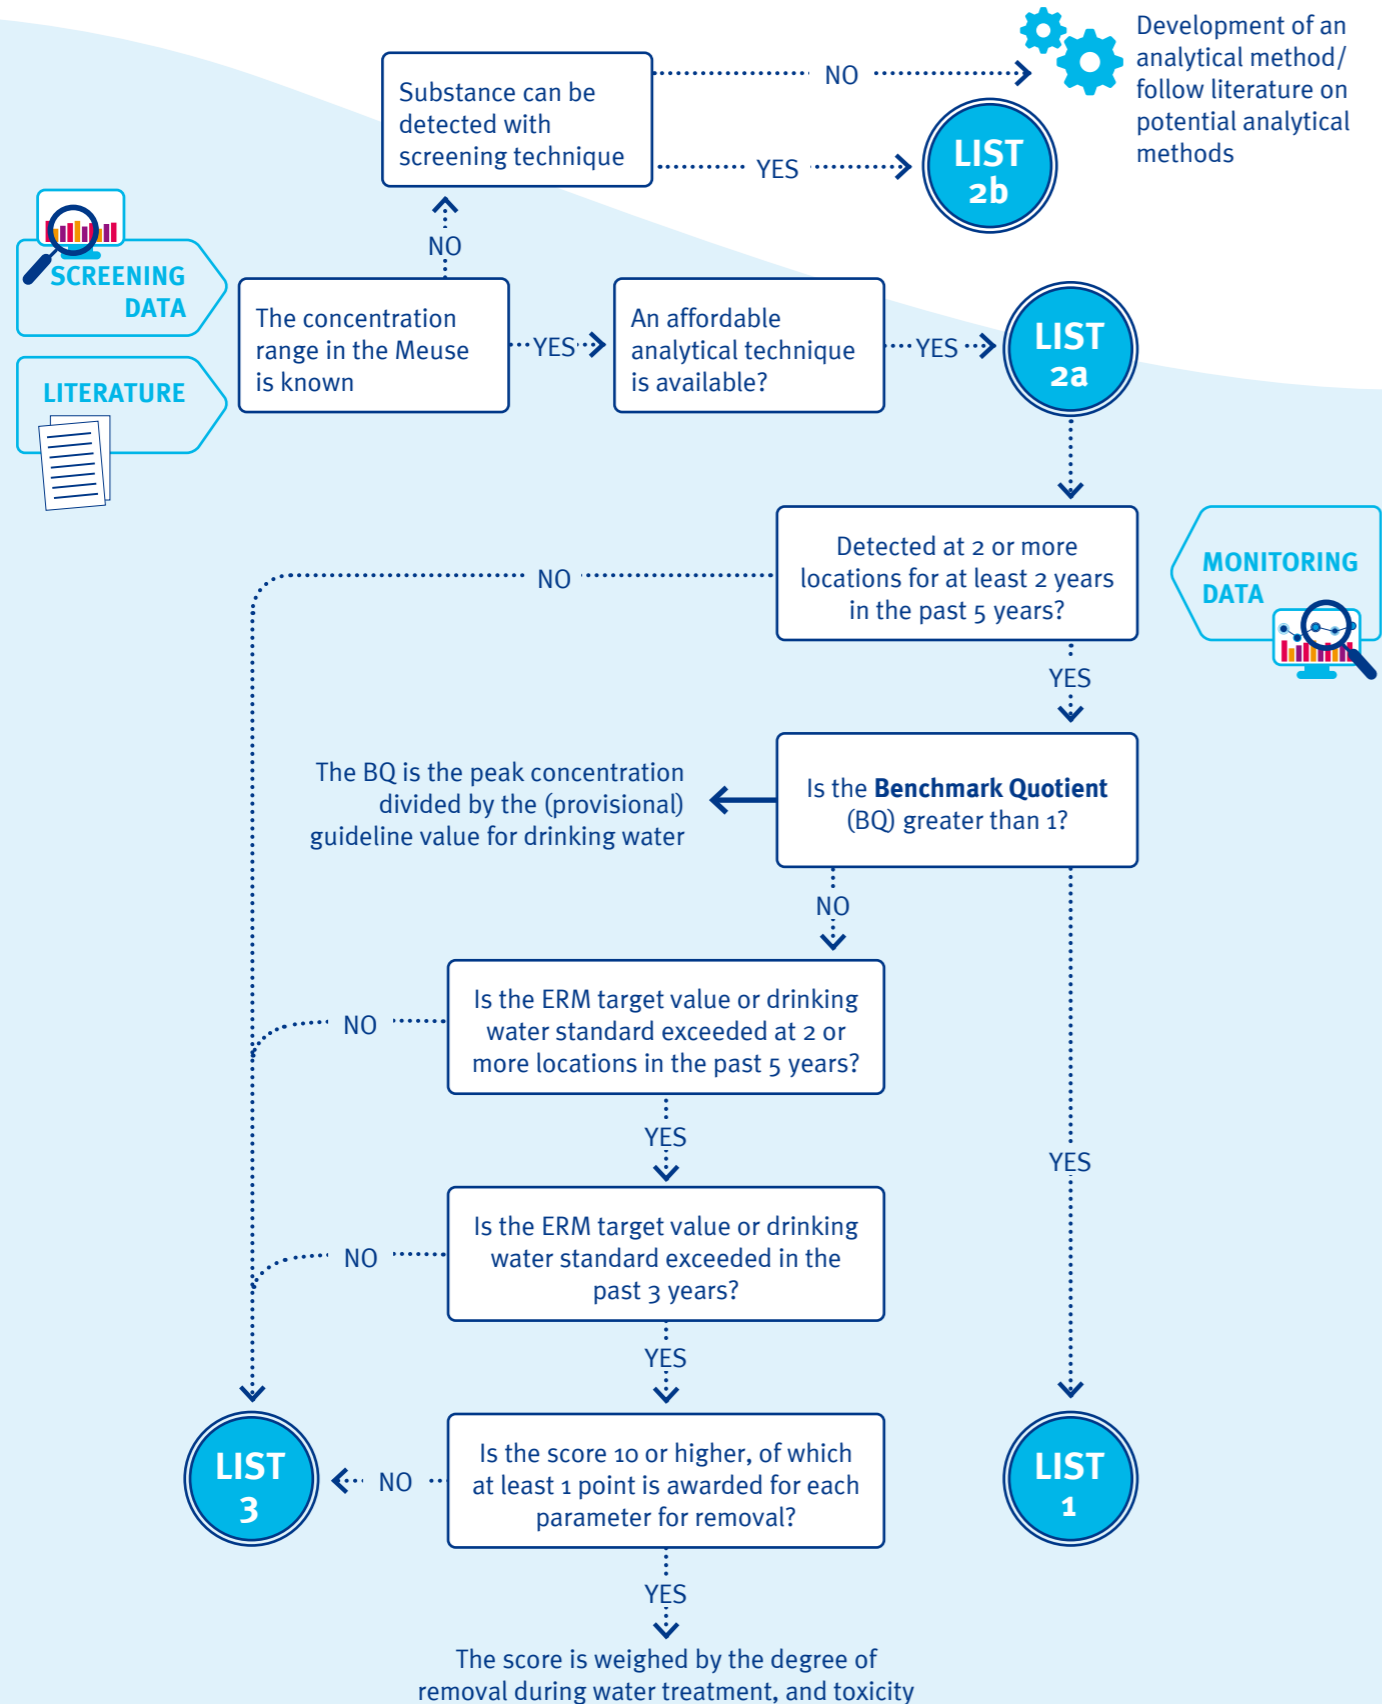 Development of an
analytical method/
follow literature on
potential analytical
methods
Substance can be
detected with
screening technique
NO
YES
LIST
2b
NO
SCREENING
DATA
LITERATURE
The concentration
range in the Meuse
is known
YES
An affordable
analytical technique
is available?
YES
LIST
2a
Detected at 2 or more
locations for at least 2 years
in the past 5 years?
NO
MONITORING
DATA
YES
Is the Benchmark Quotient
(BQ) greater than 1?
The BQ is the peak concentration
divided by the (provisional)
guideline value for drinking water
NO
Is the ERM target value or drinking
water standard exceeded at 2 or
more locations in the past 5 years?
NO
YES
YES
Is the ERM target value or drinking
water standard exceeded in the
past 3 years?
NO
YES
Is the score 10 or higher, of which
at least 1 point is awarded for each
parameter for removal?
NO
LIST
3
LIST
1
YES
The score is weighed by the degree of
removal during water treatment, and toxicity